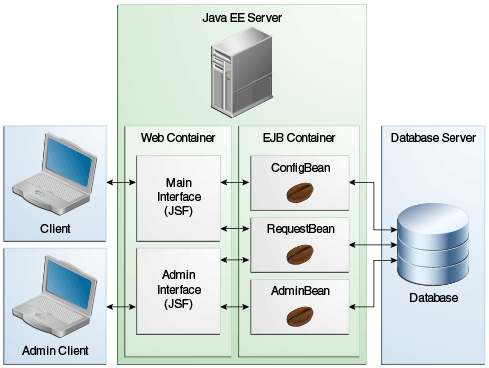 Java EE Server
Web Container
EJB Container
Database Server
Main
Interface
(JSF)
ConfigBean
Client
RequestBean
Admin
Interface
(JSF)
AdminBean
Database
Admin Client